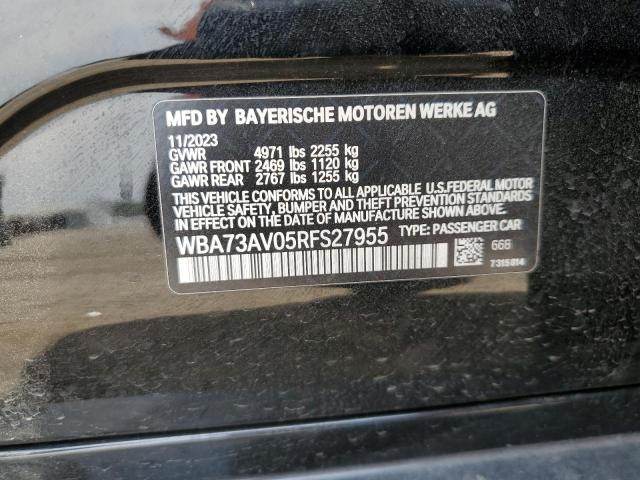 MFD BY BAYERISCHE MOTOREN WERKE AG
11/2023
GVWR 4971 lbs 2255 kg
GAWR FRONT 2469 lbs 1120 kg
GAWR REAR 2767 lbs 1255 kg
THIS VEHICLE CONFORMS TO ALL APPLICABLE U.S.FEDERAL MOTOR
VEHICLE SAFETY, BUMPER AND THEFT PREVENTION STANDARDS
IN EFFECT ON THE DATE OF MANUFACTURE SHOWN ABOVE.
WBA73AV05RFS27955 TYPE: PASSENGER CAR
668
7315814